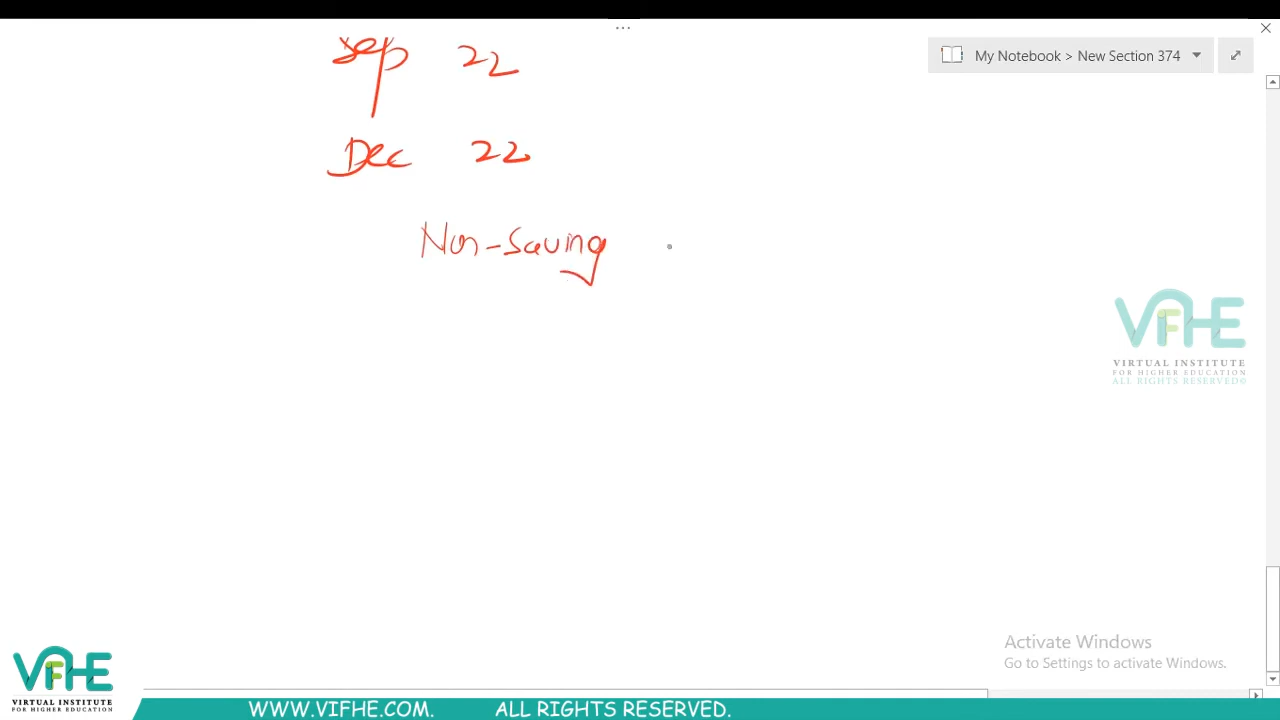 ...
My Notebook > New Section 374
Sep 22
Dec 22
Non-Saving
VIFHE
VIRTUAL INSTITUTE
FOR HIGHER EDUCATION
ALL RIGHTS RESERVED®
Activate Windows
Go to Settings to activate Windows.
VIFHE
VIRTUAL INSTITUTE
FOR HIGHER EDUCATION
WWW.VIFHE.COM. ALL RIGHTS RESERVED.